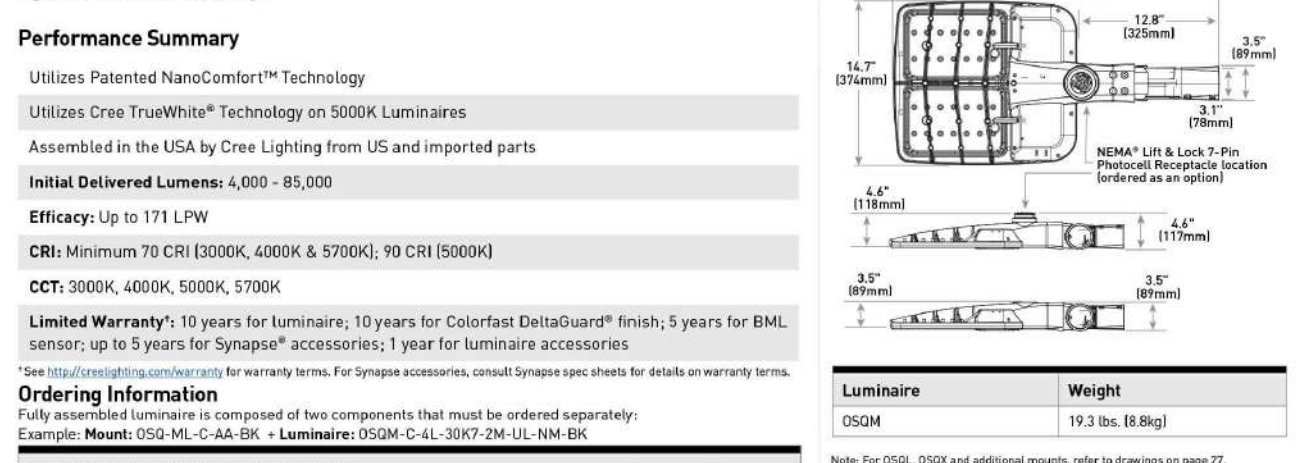 Performance Summary
Utilizes Patented NanoComfort™ Technology
Utilizes Cree TrueWhite® Technology on 5000K Luminaires
Assembled in the USA by Cree Lighting from US and imported parts
Initial Delivered Lumens: 4,000 - 85,000
Efficacy: Up to 171 LPW
CRI: Minimum 70 CRI (3000K, 4000K & 5700K); 90 CRI (5000K)
CCT: 3000K, 4000K, 5000K, 5700K
Limited Warranty†: 10 years for luminaire; 10 years for Colorfast DeltaGuard® finish; 5 years for BML
sensor; up to 5 years for Synapse® accessories; 1 year for luminaire accessories
†See http://creelighting.com/warranty for warranty terms. For Synapse accessories, consult Synapse spec sheets for details on warranty terms.
Ordering Information
Fully assembled luminaire is composed of two components that must be ordered separately:
Example: Mount: OSQ-ML-C-AA-BK + Luminaire: OSQM-C-4L-30K7-2M-UL-NM-BK
12.8"
(325mm)
3.5"
(89mm)
14.7"
(374mm)
3.1"
(78mm)
NEMA® Lift & Lock 7-Pin
Photocell Receptacle location
(ordered as an option)
4.6"
(118mm)
4.6"
(117mm)
3.5"
(89mm)
3.5"
(89mm)
Luminaire Weight
OSQM 19.3 lbs. (8.8kg)
Note: For OSQL, OSQX and additional mounts, refer to drawings on page 27.